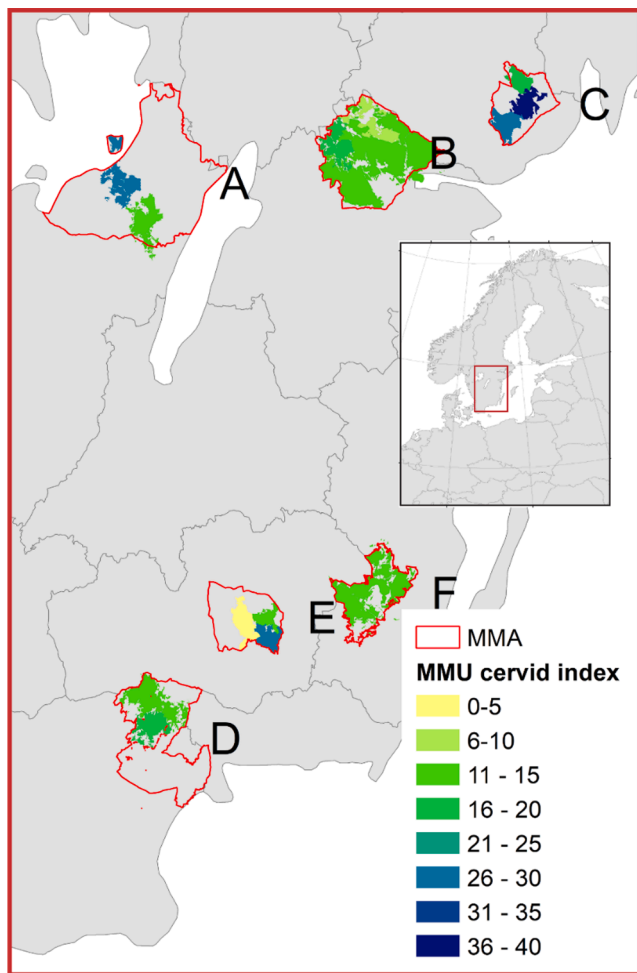 A
B
C
D
E
F
MMA
MMU cervid index
0-5
6-10
11 - 15
16 - 20
21 - 25
26 - 30
31 - 35
36 - 40